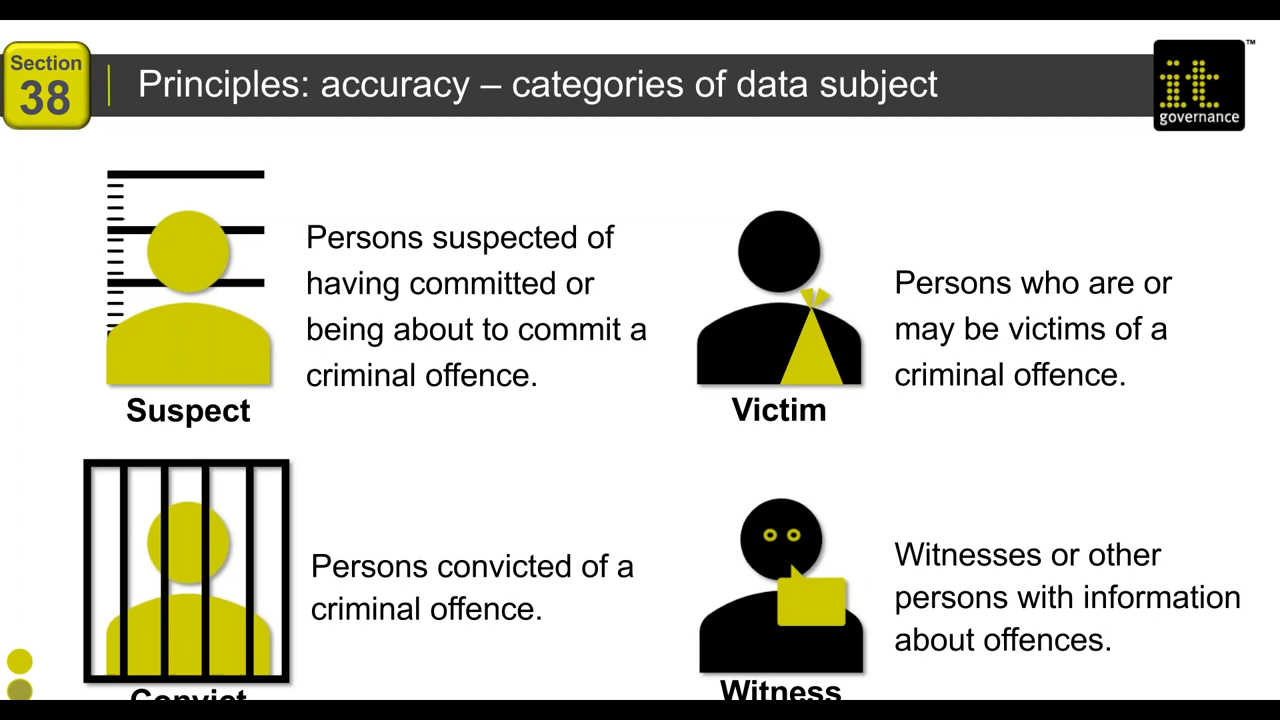 Section
38
Principles: accuracy – categories of data subject
it
governance
™
Persons suspected of
having committed or
being about to commit a
criminal offence.
Suspect
Persons who are or
may be victims of a
criminal offence.
Victim
Persons convicted of a
criminal offence.
Convict
Witnesses or other
persons with information
about offences.
Witness